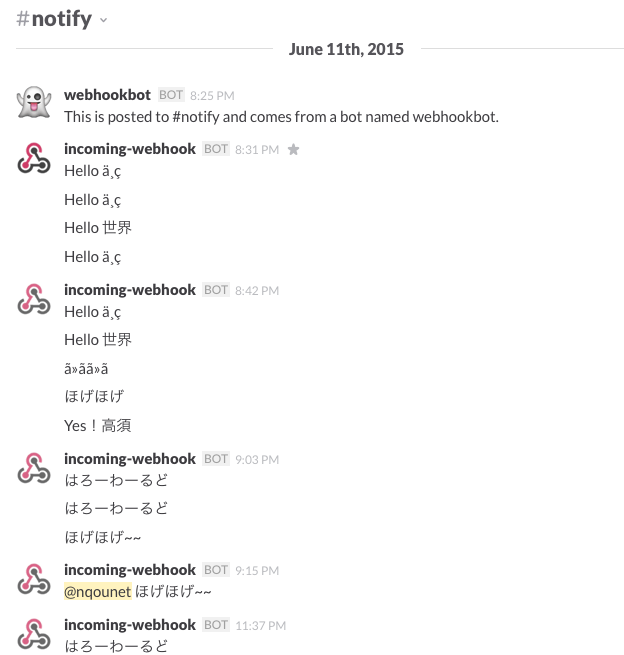 #notify
June 11th, 2015
webhookbot BOT 8:25 PM
This is posted to #notify and comes from a bot named webhookbot.
incoming-webhook BOT 8:31 PM
Hello ä¸ç
Hello ä¸ç
Hello 世界
Hello ä¸ç
incoming-webhook BOT 8:42 PM
Hello ä¸ç
Hello 世界
ã»ãã»ã
ほげほげ
Yes！高須
incoming-webhook BOT 9:03 PM
はろーわーるど
はろーわーるど
ほげほげ~~
incoming-webhook BOT 9:15 PM
@nqounet ほげほげ~~
incoming-webhook BOT 11:37 PM
はろーわーるど